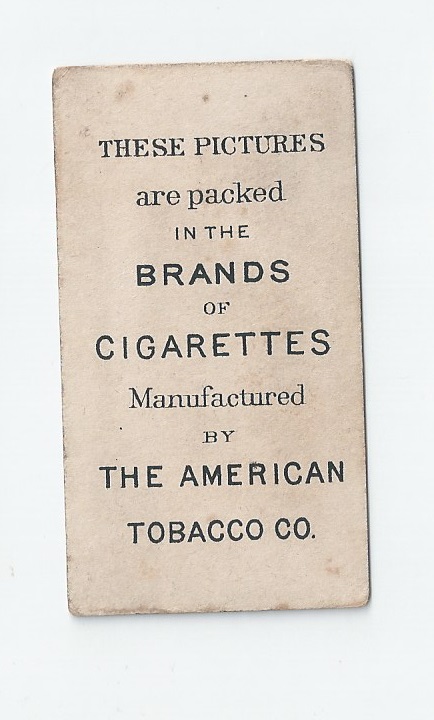 THESE PICTURES
are packed
IN THE
BRANDS
OF
CIGARETTES
Manufactured
BY
THE AMERICAN
TOBACCO CO.